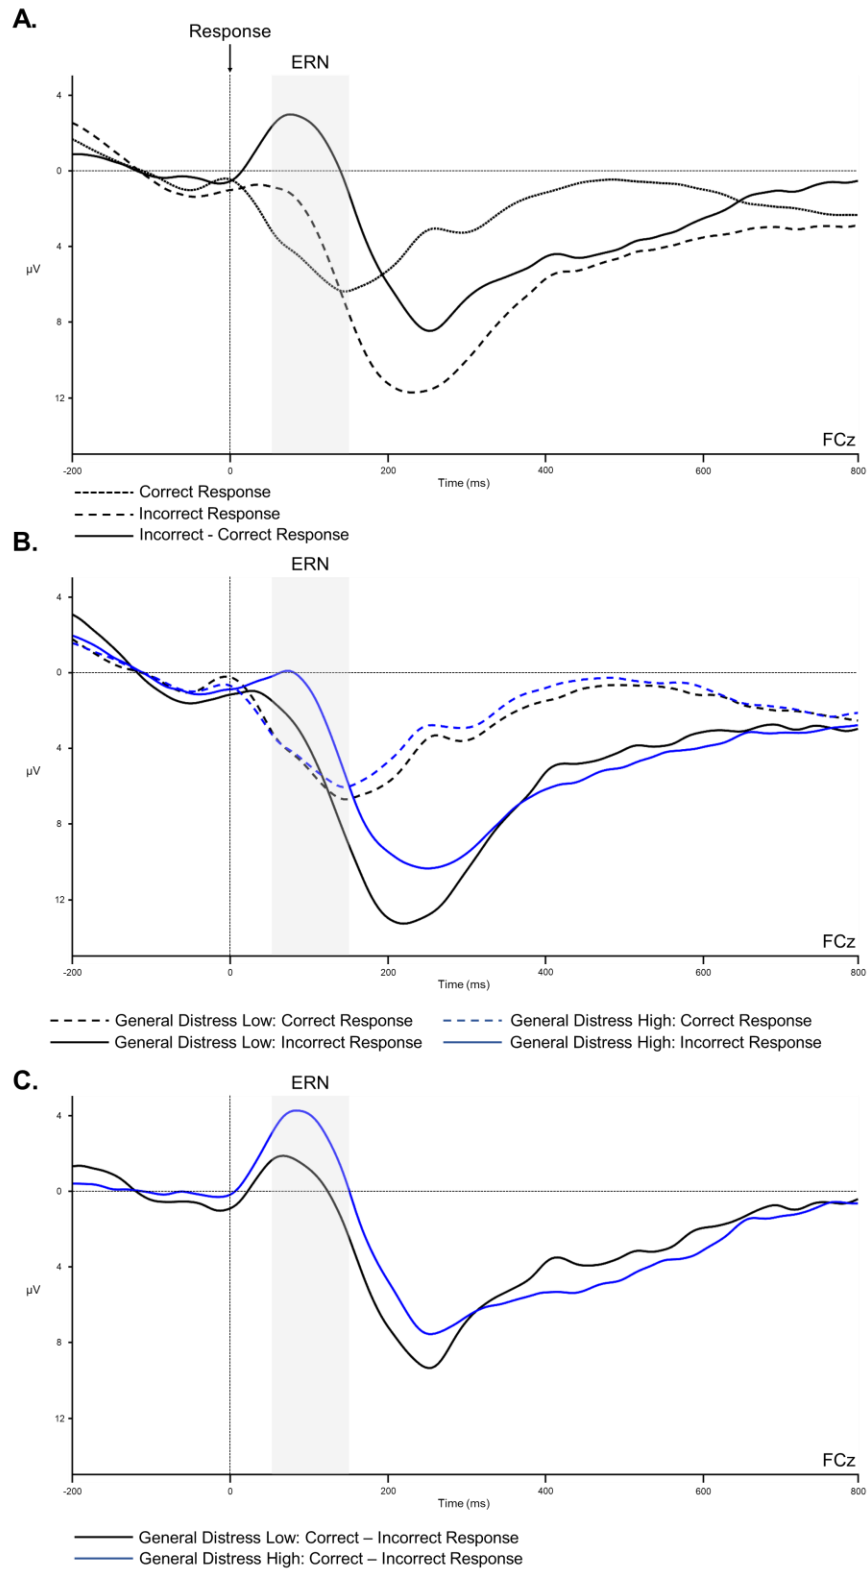 A.
Response
ERN
4
0
4
µV
8
12
FCz
-200 0 200 400 600 800
Time (ms)
Correct Response
Incorrect Response
Incorrect - Correct Response
B.
ERN
4
0
4
µV
8
12
FCz
-200 0 200 400 600 800
Time (ms)
General Distress Low: Correct Response General Distress High: Correct Response
General Distress Low: Incorrect Response General Distress High: Incorrect Response
C.
ERN
4
0
4
µV
8
12
FCz
-200 0 200 400 600 800
Time (ms)
General Distress Low: Correct – Incorrect Response
General Distress High: Correct – Incorrect Response